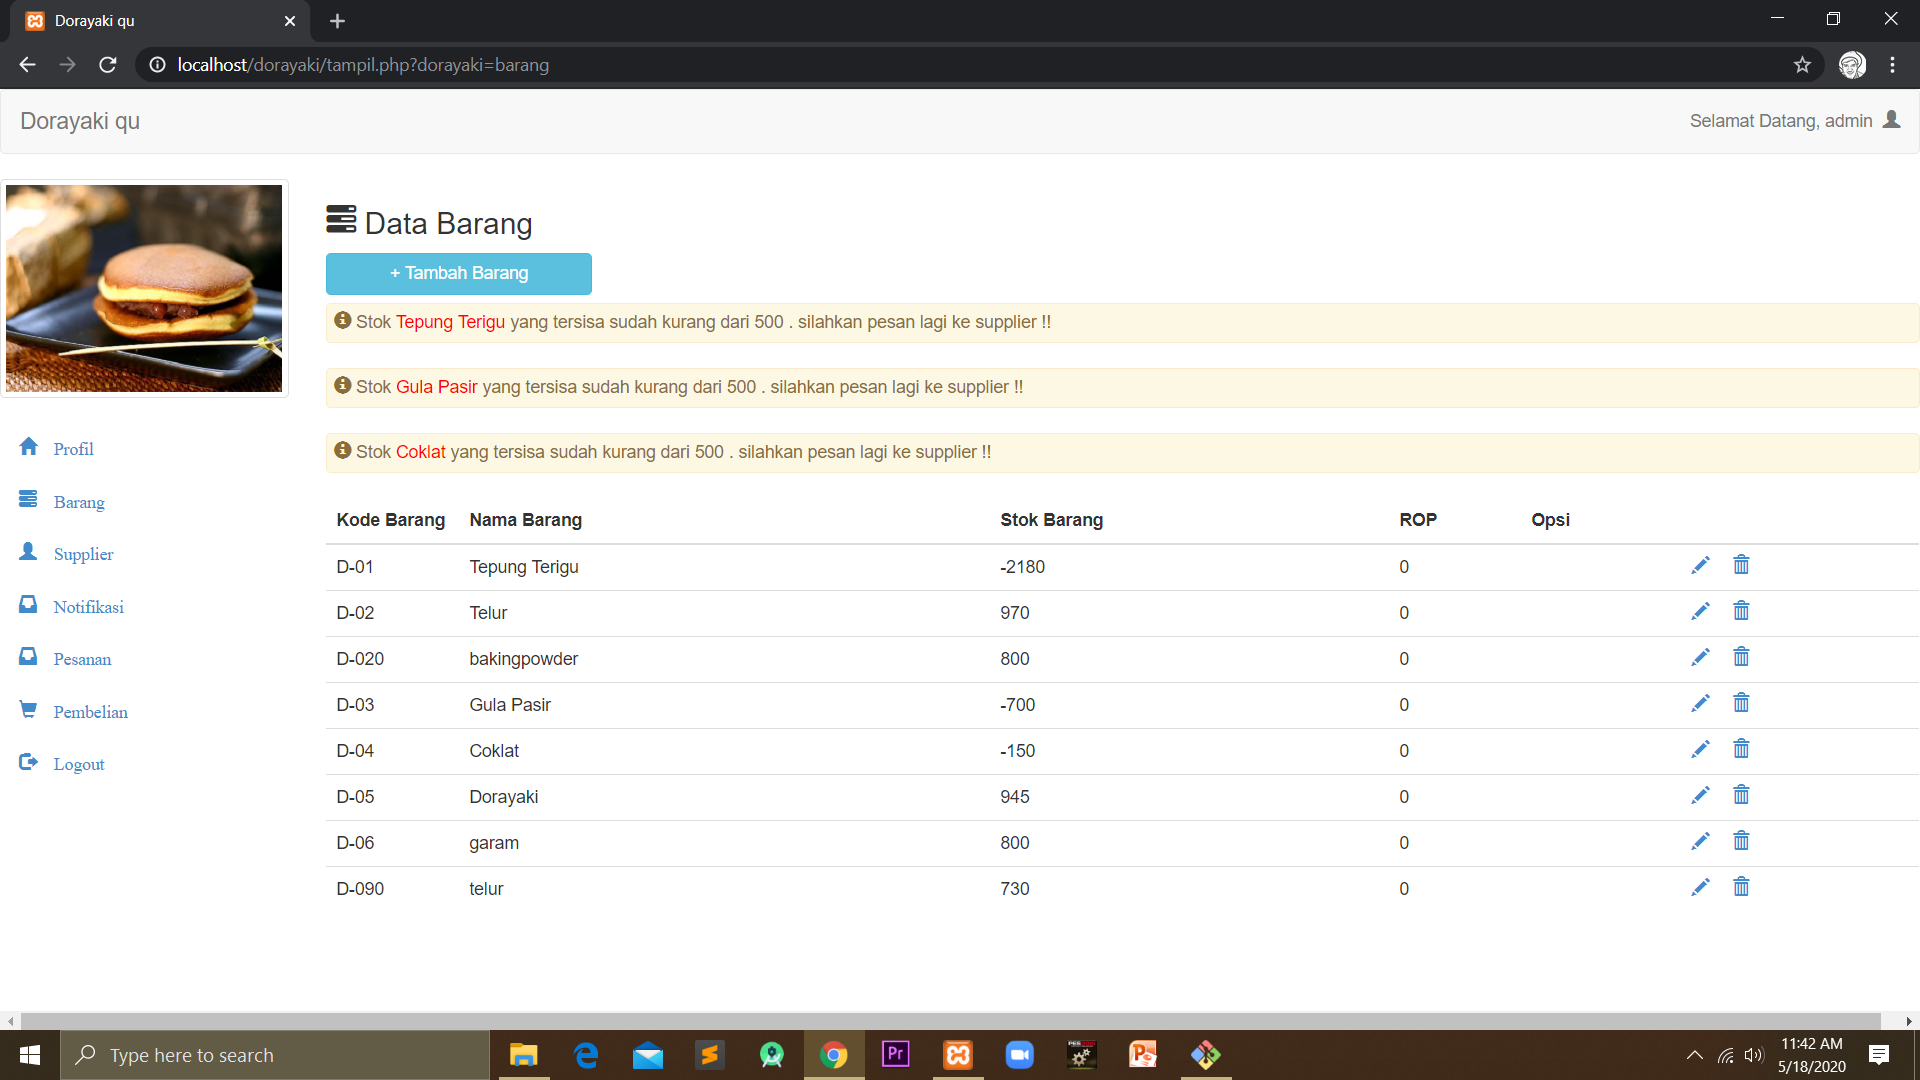 Dorayaki qu
localhost/dorayaki/tampil.php?dorayaki=barang
Dorayaki qu
Selamat Datang, admin
Data Barang
+ Tambah Barang
Stok Tepung Terigu yang tersisa sudah kurang dari 500 . silahkan pesan lagi ke supplier !!
Stok Gula Pasir yang tersisa sudah kurang dari 500 . silahkan pesan lagi ke supplier !!
Stok Coklat yang tersisa sudah kurang dari 500 . silahkan pesan lagi ke supplier !!
Profil
Barang
Supplier
Notifikasi
Pesanan
Pembelian
Logout
Kode Barang Nama Barang Stok Barang ROP Opsi
D-01 Tepung Terigu -2180 0
D-02 Telur 970 0
D-020 bakingpowder 800 0
D-03 Gula Pasir -700 0
D-04 Coklat -150 0
D-05 Dorayaki 945 0
D-06 garam 800 0
D-090 telur 730 0
Type here to search
Pr
11:42 AM
5/18/2020